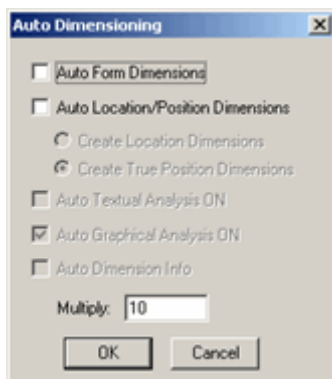 Auto Dimensioning
Auto Form Dimensions
Auto Location/Position Dimensions
Create Location Dimensions
Create True Position Dimensions
Auto Textual Analysis ON
Auto Graphical Analysis ON
Auto Dimension Info
Multiply: 10
OK Cancel